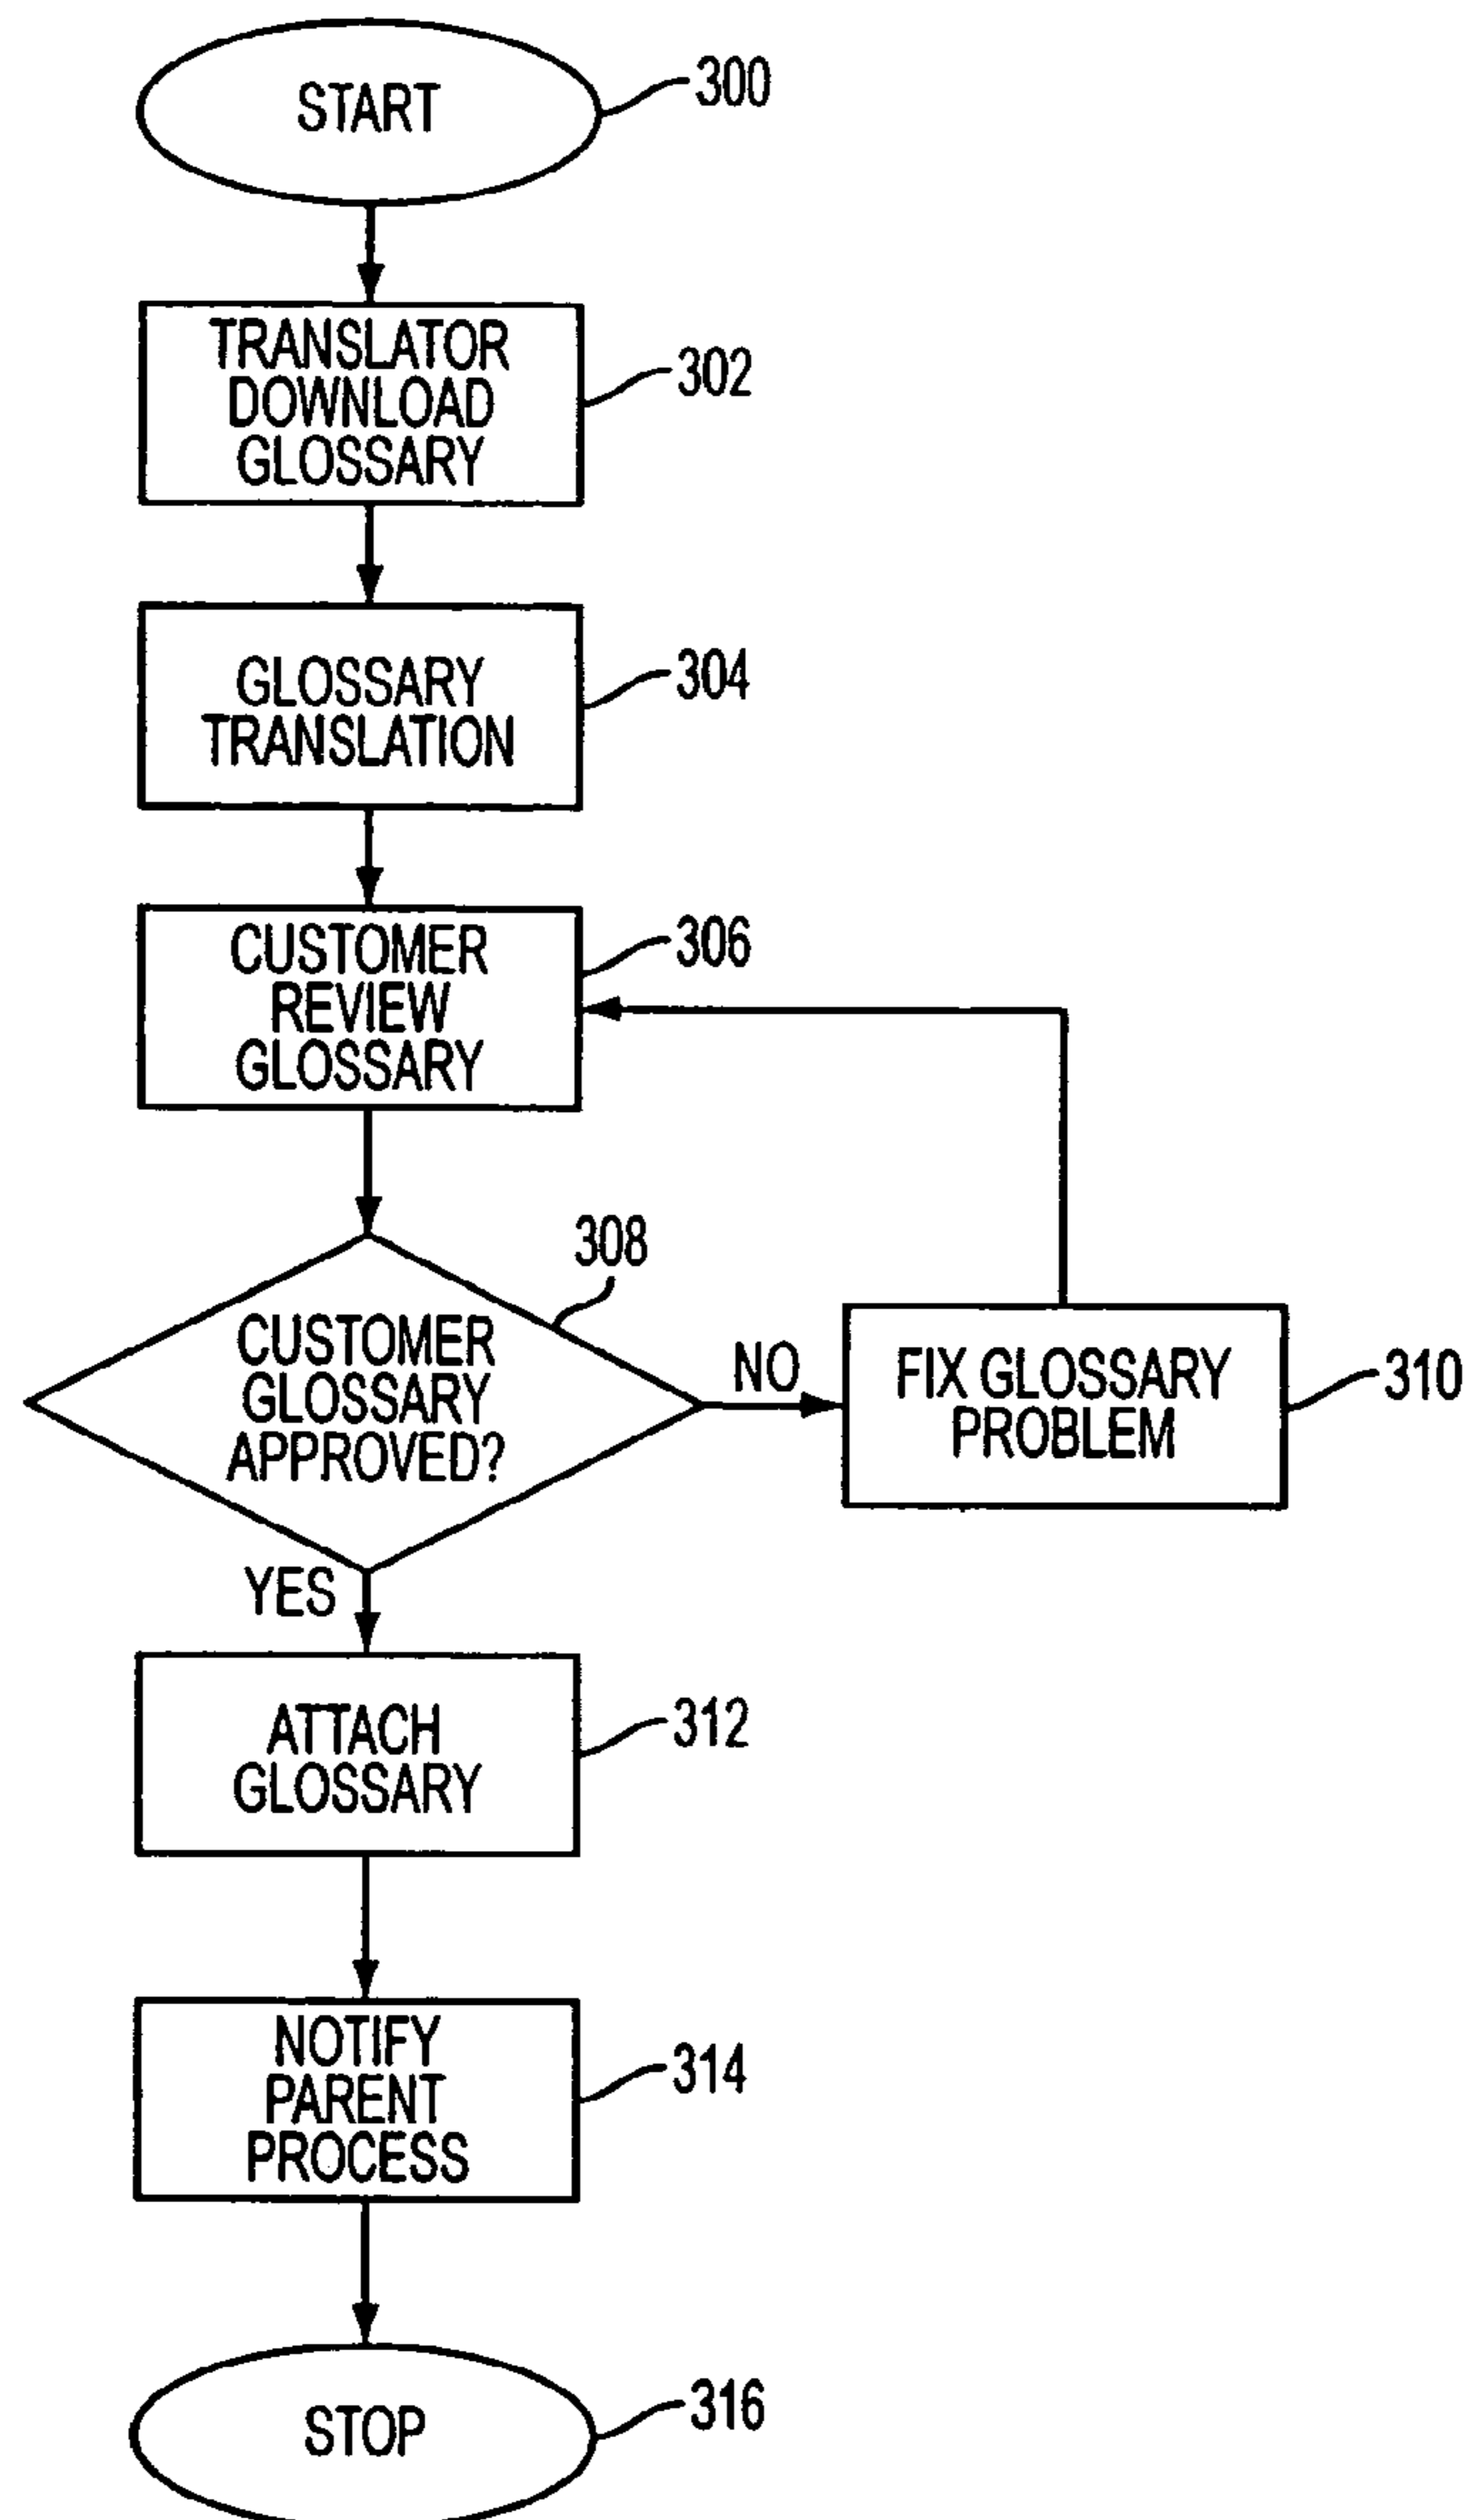 START
300
TRANSLATOR
DOWNLOAD
GLOSSARY
302
GLOSSARY
TRANSLATION
304
CUSTOMER
REVIEW
GLOSSARY
306
308
CUSTOMER
GLOSSARY
APPROVED?
NO
FIX GLOSSARY
PROBLEM
310
YES
ATTACH
GLOSSARY
312
NOTIFY
PARENT
PROCESS
314
STOP
316